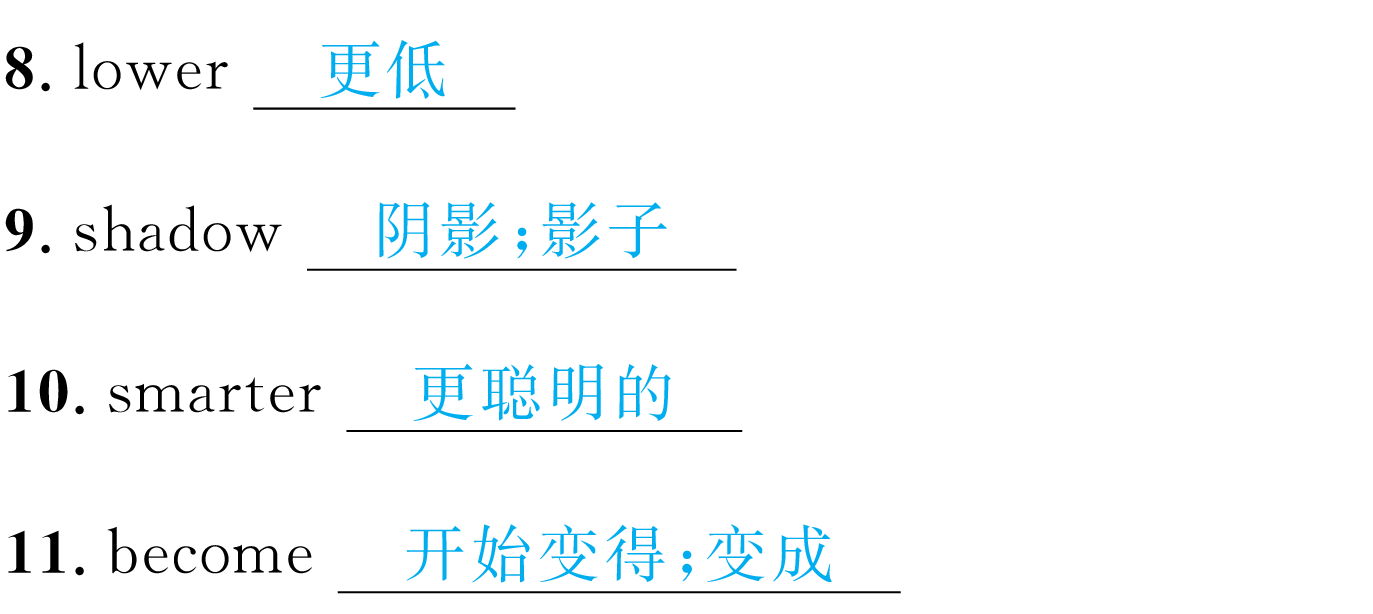 8. lower 更低
9. shadow 阴影;影子
10. smarter 更聪明的
11. become 开始变得;变成